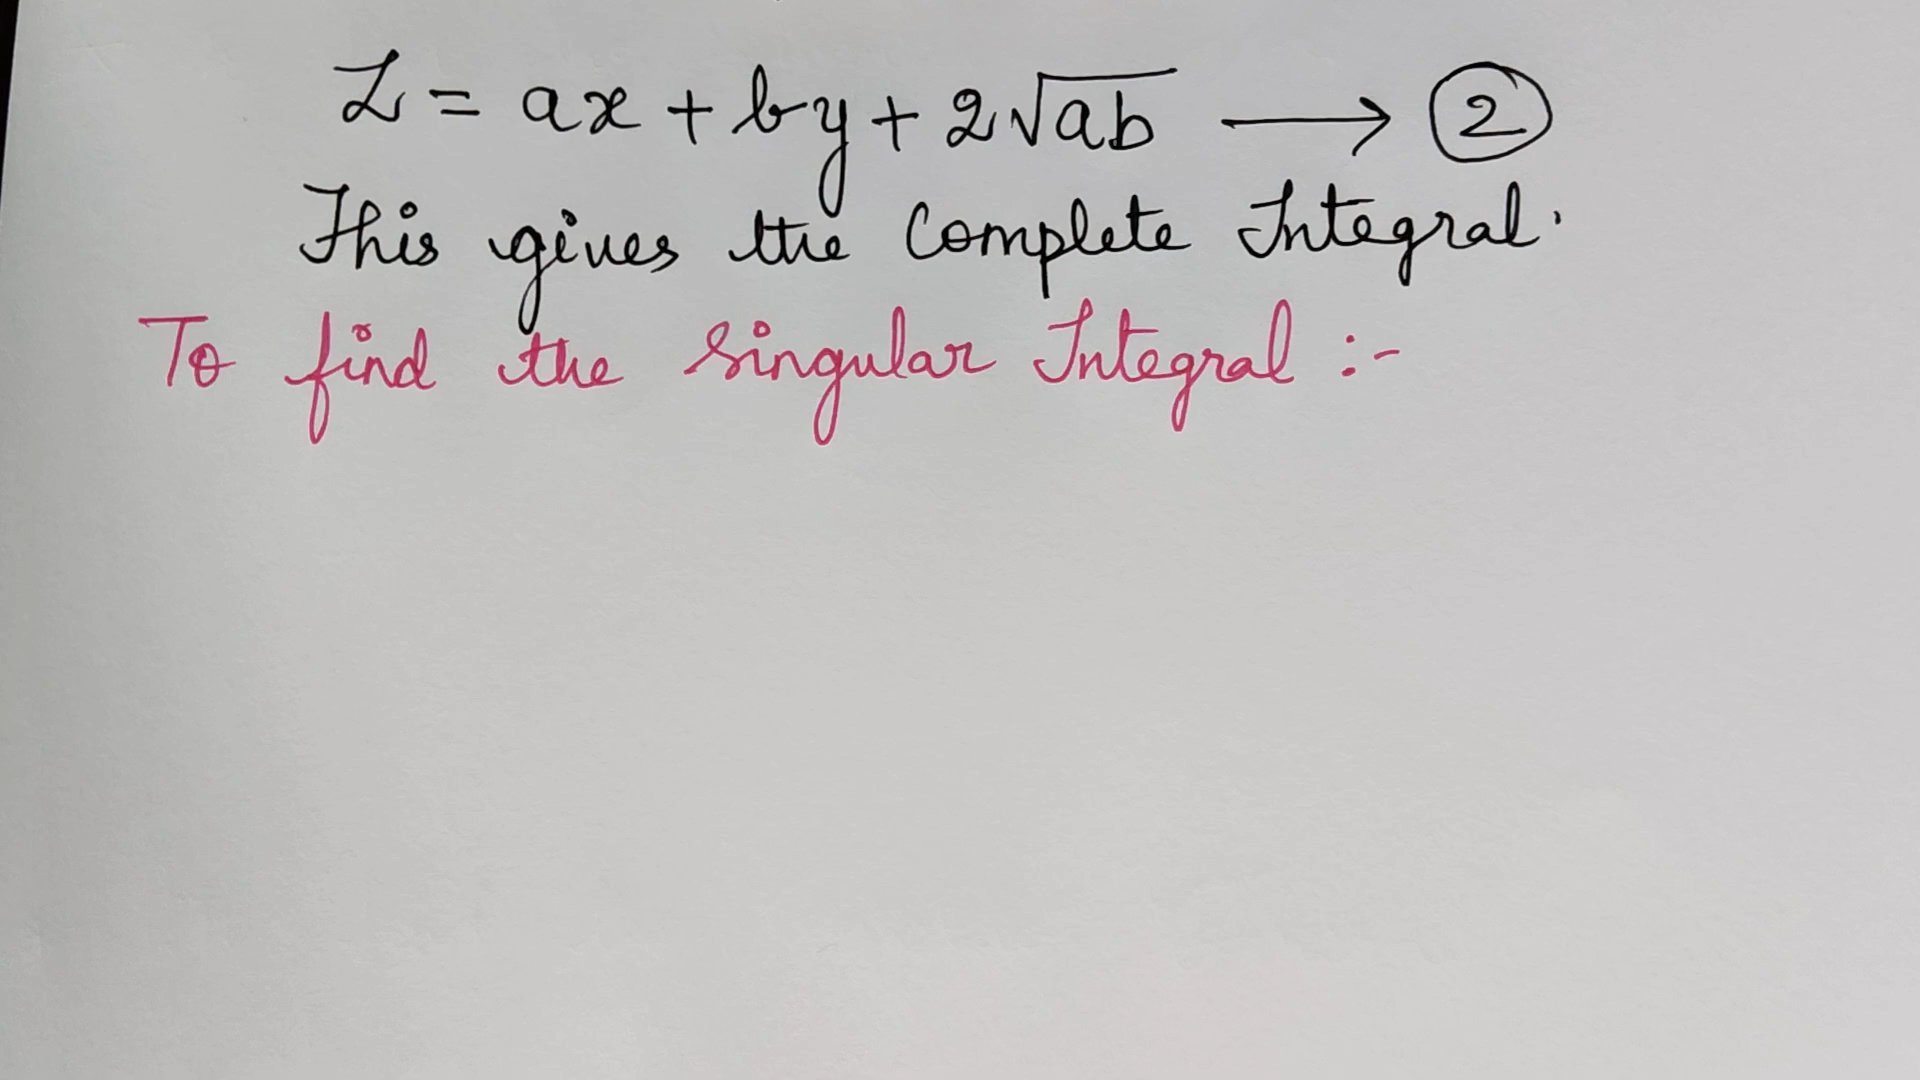 Z = ax + by + 2√ab → ②
This gives the Complete Integral.
To find the Singular Integral :-